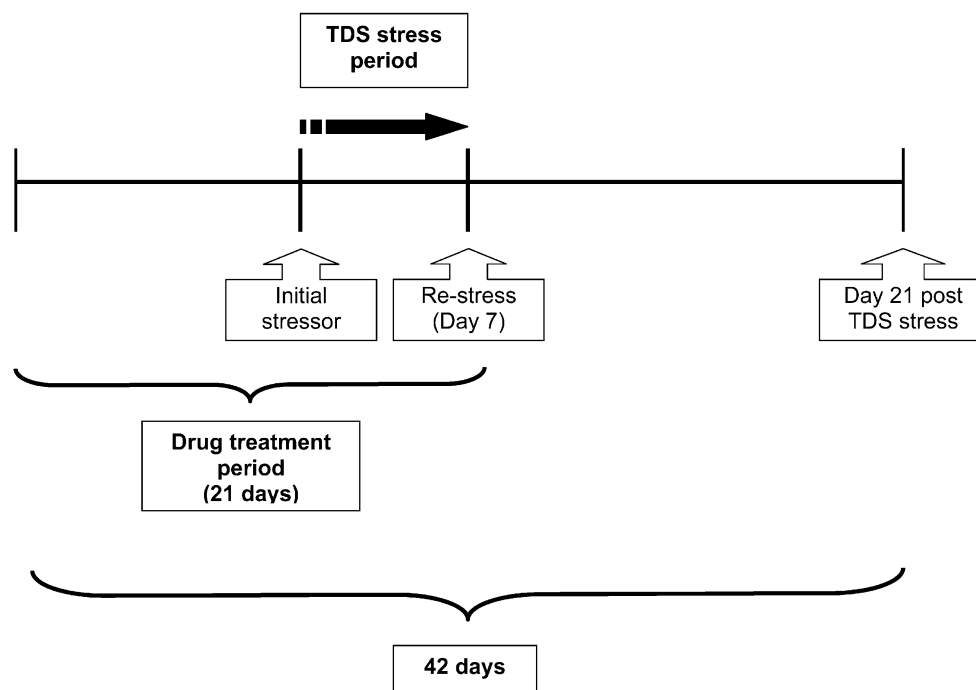 TDS stress
period
Initial
stressor
Re-stress
(Day 7)
Day 21 post
TDS stress
Drug treatment
period
(21 days)
42 days